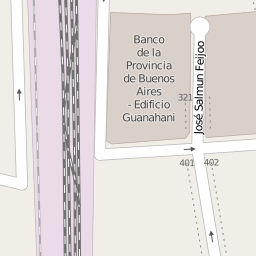 Banco
de la
Provincia
de Buenos
Aires
- Edificio
Guanahani
José Salmun Feijoo
321
401
402